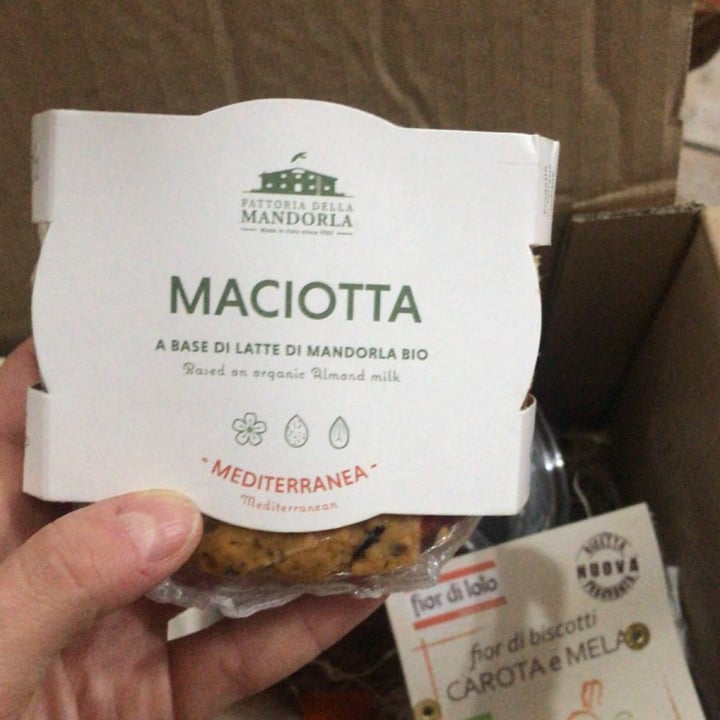 FATTORIA DELLA
MANDORLA
Made in Italy since 1992
MACIOTTA
A BASE DI LATTE DI MANDORLA BIO
Based on organic Almond milk
- MEDITERRANEA -
Mediterranean
fior di loto
RICETTA
NUOVA
fior di biscotti
CAROTA e MELA